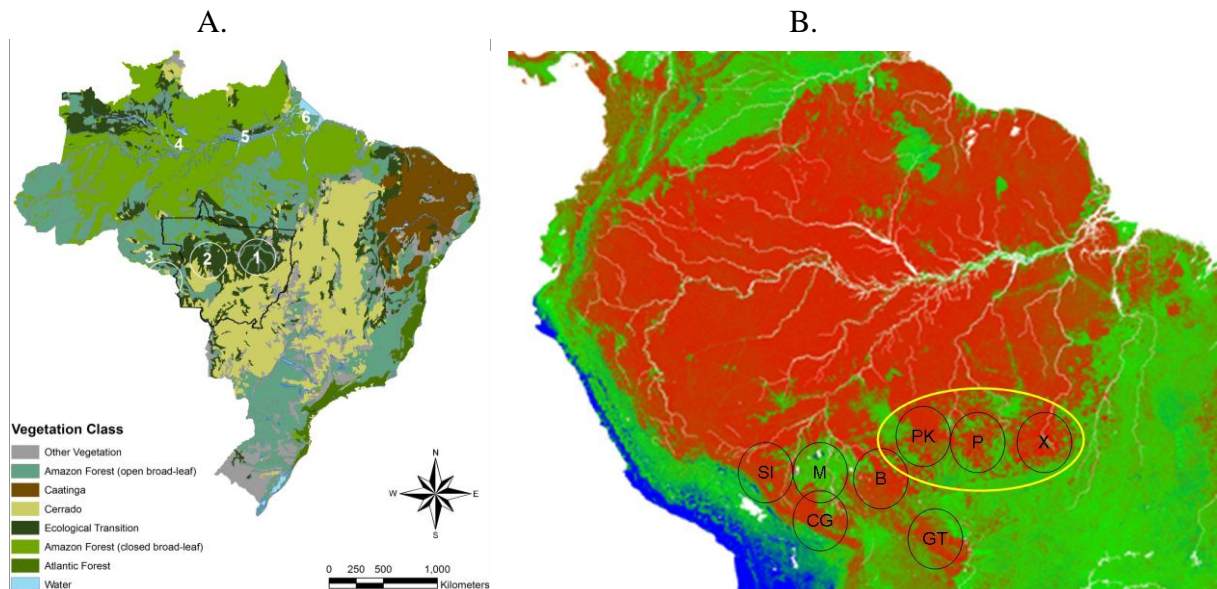 A.
B.
6
5
4
3
2
1
Vegetation Class
Other Vegetation
Amazon Forest (open broad-leaf)
Caatinga
Cerrado
Ecological Transition
Amazon Forest (closed broad-leaf)
Atlantic Forest
Water
N
W E
S
0 250 500 1,000
Kilometers
PK P X
SI M B
CG
GT